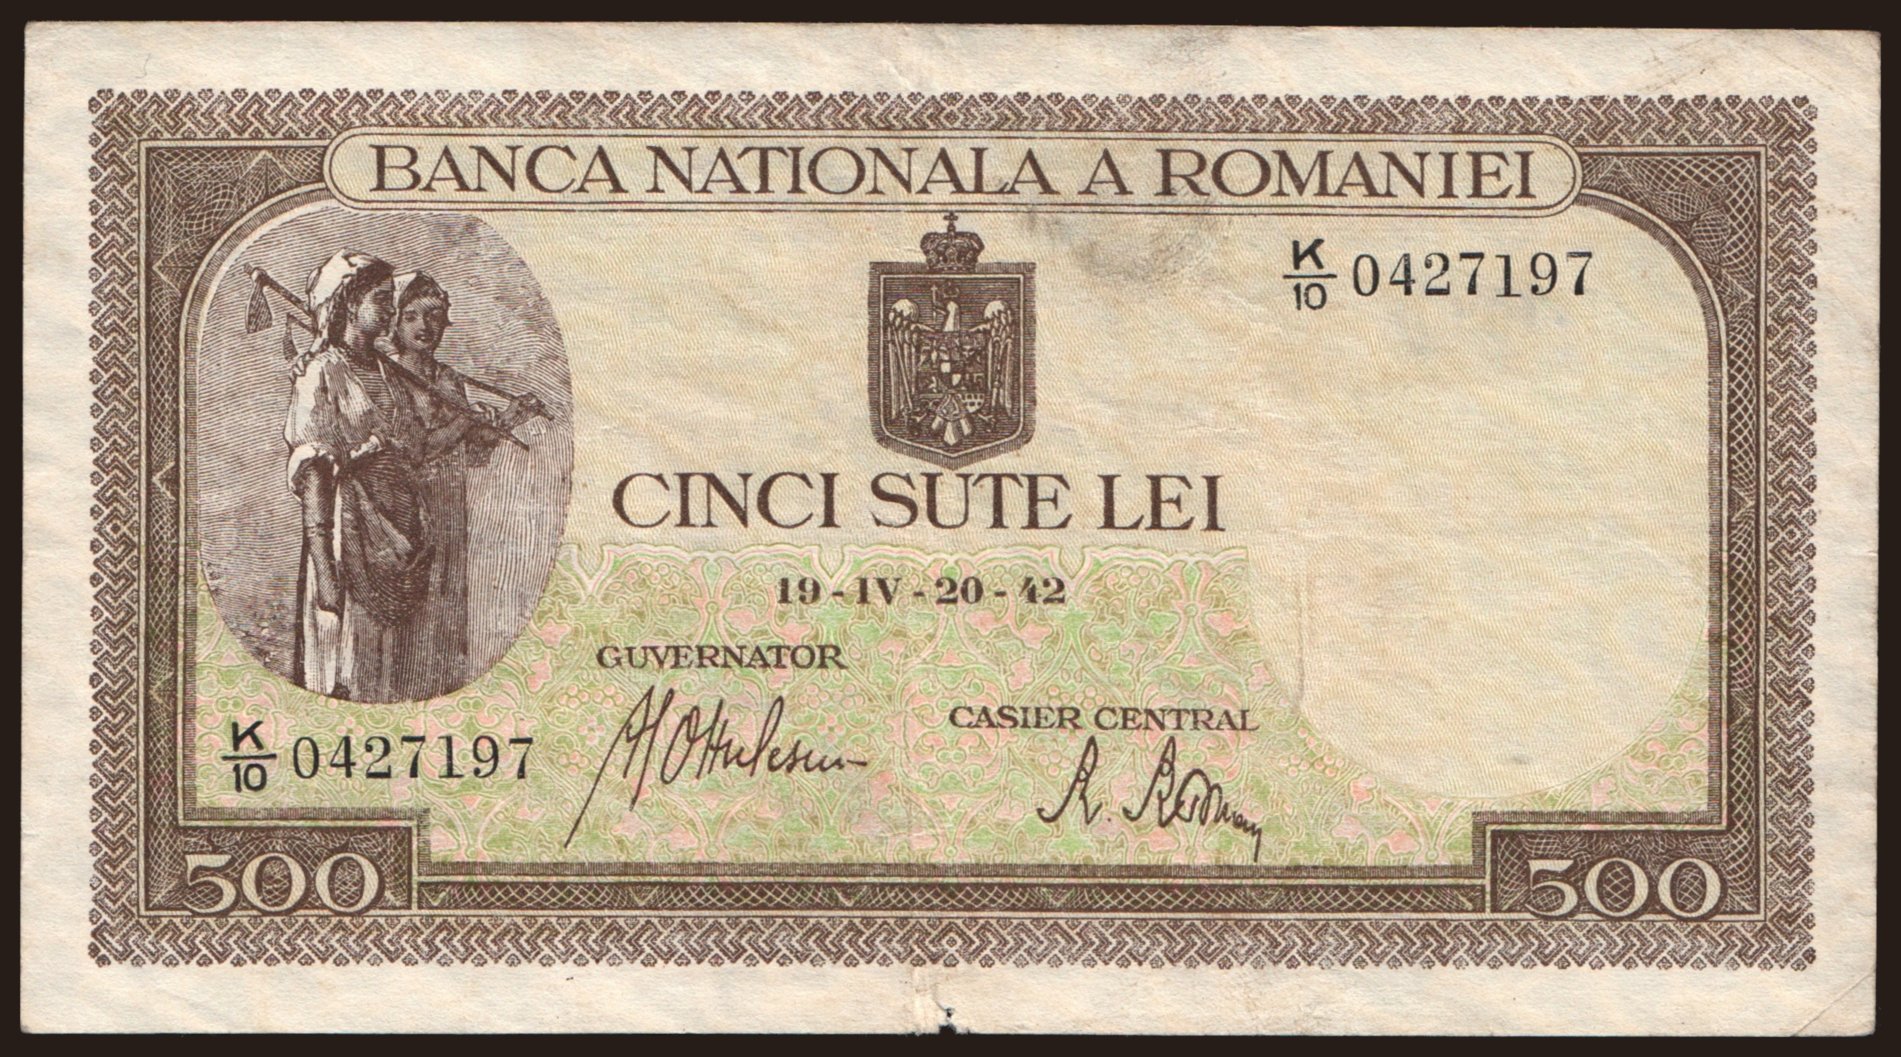 BANCA NATIONALA A ROMANIEI
K/10 0427197
CINCI SUTE LEI
19-IV-20-42
GUVERNATOR
CASIER CENTRAL
K/10 0427197
500
500